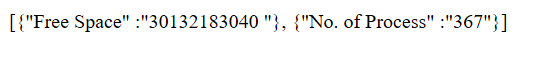 [{"Free Space" :"30132183040 "}, {"No. of Process" :"367"}]